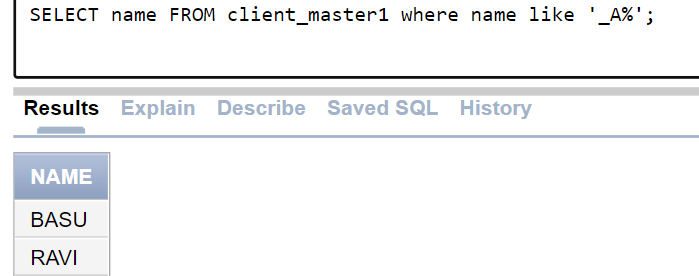 SELECT name FROM client_master1 where name like '_A%';
Results Explain Describe Saved SQL History
NAME
BASU
RAVI